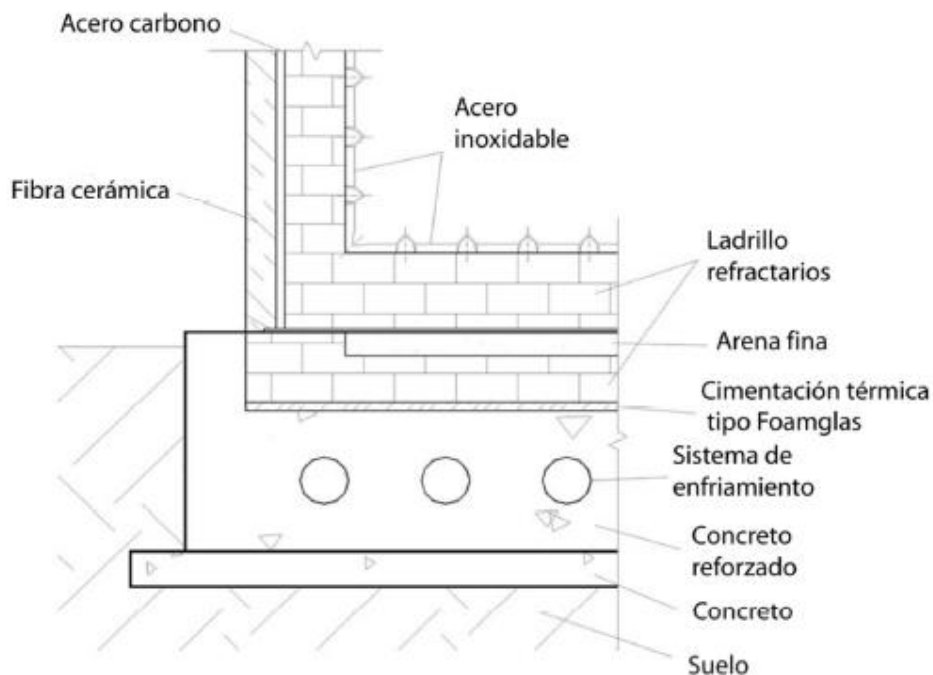 Acero carbono
Acero
inoxidable
Fibra cerámica
Ladrillo
refractarios
Arena fina
Cimentación térmica
tipo Foamglas
Sistema de
enfriamiento
Concreto
reforzado
Concreto
Suelo